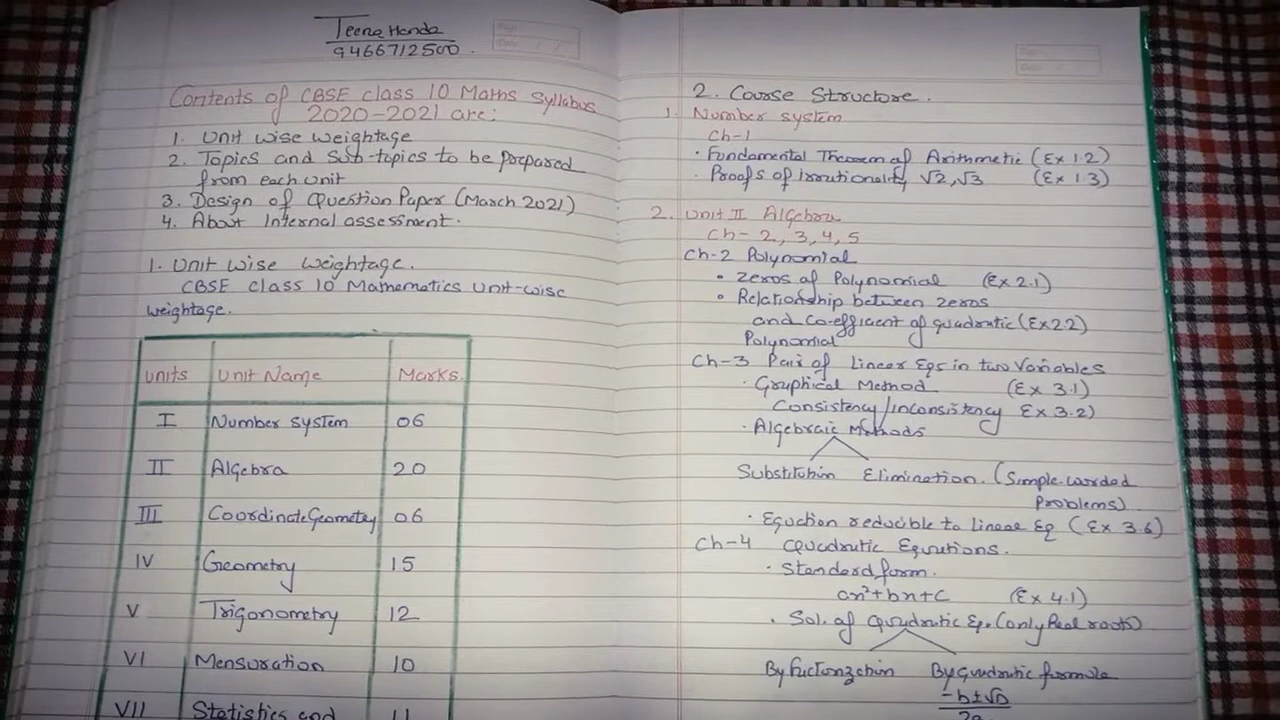 Teena Handa
9466712500.
Contents of CBSE class 10 Maths Syllabus
2020-2021 are:
1. Unit wise weightage
2. Topics and Sub-topics to be prepared
from each unit
3. Design of Question Paper (March 2021)
4. About Internal assessment.
1. Unit wise weightage.
CBSE class 10 Mathematics unit-wise
weightage.
units Unit Name Marks.
I Number system 06
II Algebra 20
III Coordinate Geometry 06
IV Geometry 15
V Trigonometry 12
VI Mensuration 10
VII Statistics and 11
2. Course Structure.
1. Number system
Ch-1
· Fundamental Theorem of Arithmetic (Ex 1.2)
· Proofs of irrationality √2, √3 (Ex 1.3)
2. Unit II Algebra
Ch- 2, 3, 4, 5
Ch-2 Polynomial
• Zeros of Polynomial (Ex 2.1)
• Relationship between zeros
and co-efficient of quadratic (Ex 2.2)
Polynomial
Ch-3 Pair of Linear Eqs in two Variables
· Graphical Method (Ex 3.1)
Consistency/inconsistency Ex 3.2)
· Algebraic Methods
Substitution Elimination. (Simple worded
Problems)
· Equation reducible to linear Eq (Ex 3.6)
Ch-4 Quadratic Equations.
· Standard form.
ax²+bx+c (Ex 4.1)
· Sol. of Quadratic Eq. (only Real roots)
By factorization By Quadratic formula
-b±√D
2a